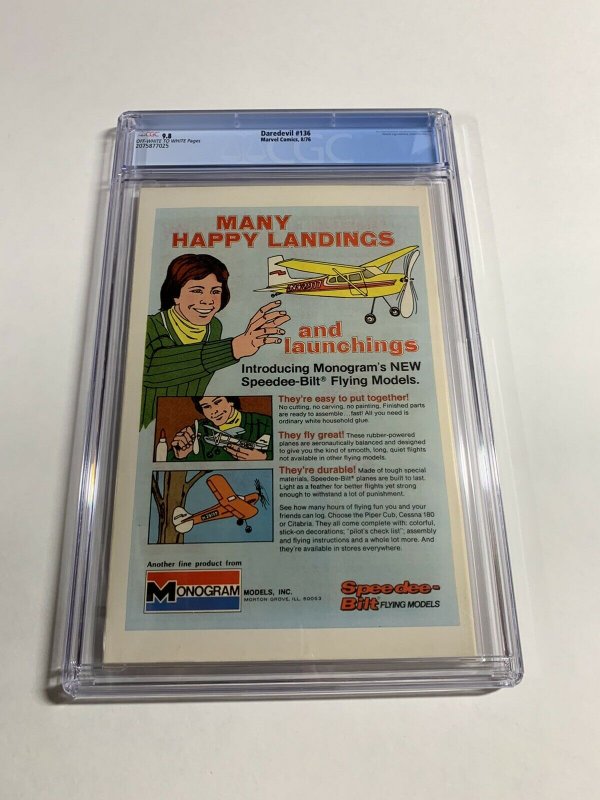 CGC 9.8
OFF-WHITE TO WHITE Pages
2075877025
Daredevil #136
Marvel Comics, 8/76
CGC
MANY
HAPPY LANDINGS
and
launchings
Introducing Monogram's NEW
Speedee-Bilt® Flying Models.
They're easy to put together!
No cutting, no carving, no painting. Finished parts
are ready to assemble...fast! All you need is
ordinary white household glue.
They fly great! These rubber-powered
planes are aeronautically balanced and designed
to give you the kind of smooth, long, quiet flights
not available in other flying models.
They're durable! Made of tough special
materials, Speedee-Bilt® planes are built to last.
Light as a feather for better flights yet strong
enough to withstand a lot of punishment.
See how many hours of flying fun you and your
friends can log. Choose the Piper Cub, Cessna 180
or Citabria. They all come complete with: colorful,
stick-on decorations; "pilot's check list"; assembly
and flying instructions and a whole lot more. And
they're available in stores everywhere.
Another fine product from
MONOGRAM MODELS, INC.
MORTON GROVE, ILL. 60053
Speedee-
Bilt FLYING MODELS